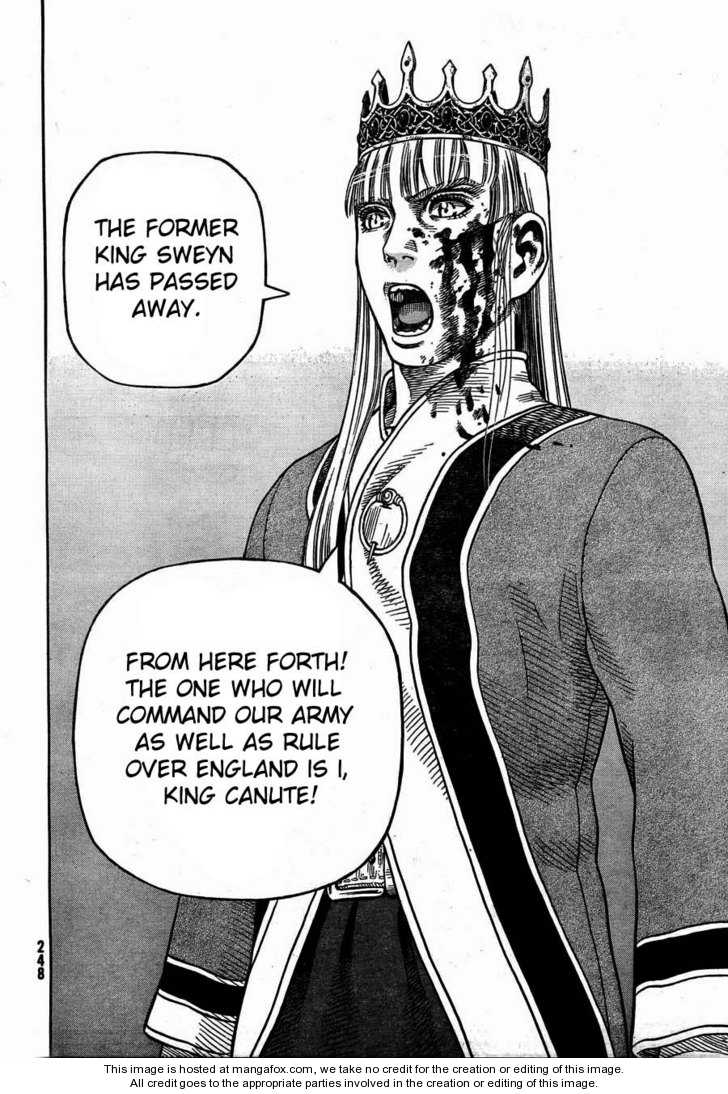 THE FORMER
KING SWEYN
HAS PASSED
AWAY.
FROM HERE FORTH!
THE ONE WHO WILL
COMMAND OUR ARMY
AS WELL AS RULE
OVER ENGLAND IS I,
KING CANUTE!
248
This image is hosted at mangafox.com, we take no credit for the creation or editing of this image.
All credit goes to the appropriate parties involved in the creation or editing of this image.